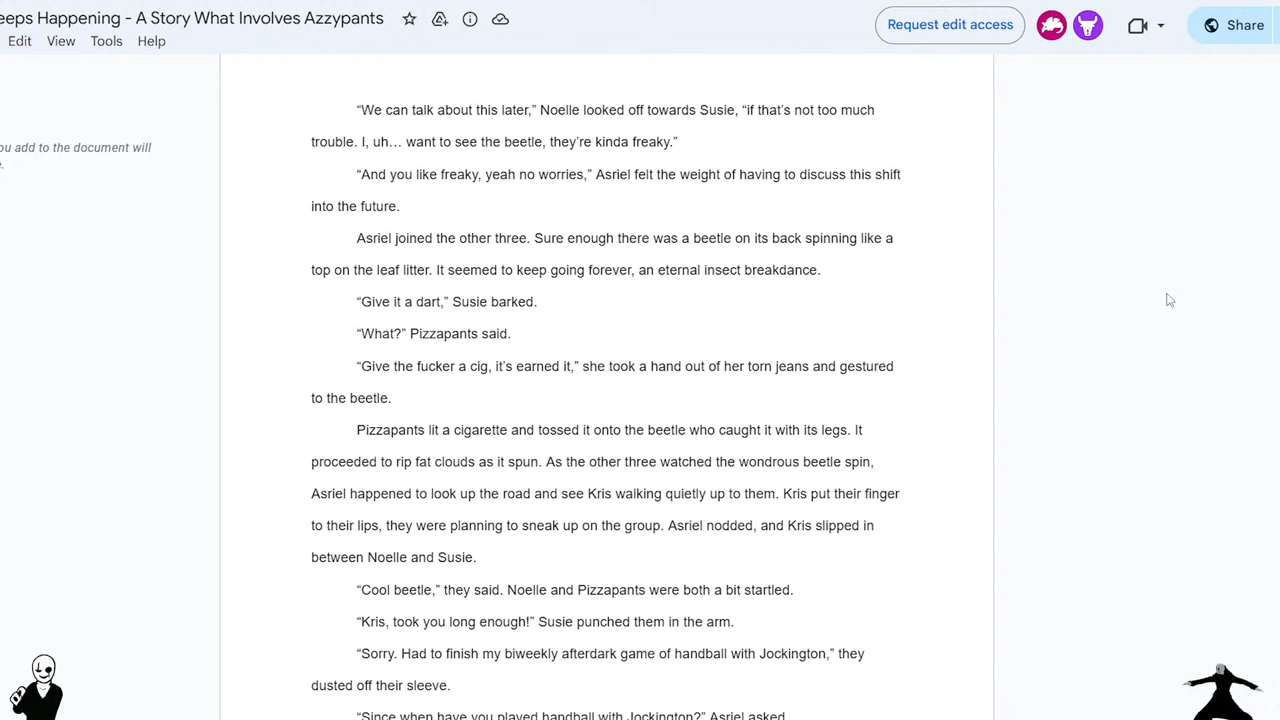 eeps Happening - A Story What Involves Azzypants
Request edit access
Share
Edit View Tools Help
ou add to the document will
e.
“We can talk about this later,” Noelle looked off towards Susie, “if that’s not too much
trouble. I, uh… want to see the beetle, they’re kinda freaky.”
“And you like freaky, yeah no worries,” Asriel felt the weight of having to discuss this shift
into the future.
Asriel joined the other three. Sure enough there was a beetle on its back spinning like a
top on the leaf litter. It seemed to keep going forever, an eternal insect breakdance.
“Give it a dart,” Susie barked.
“What?” Pizzapants said.
“Give the fucker a cig, it’s earned it,” she took a hand out of her torn jeans and gestured
to the beetle.
Pizzapants lit a cigarette and tossed it onto the beetle who caught it with its legs. It
proceeded to rip fat clouds as it spun. As the other three watched the wondrous beetle spin,
Asriel happened to look up the road and see Kris walking quietly up to them. Kris put their finger
to their lips, they were planning to sneak up on the group. Asriel nodded, and Kris slipped in
between Noelle and Susie.
“Cool beetle,” they said. Noelle and Pizzapants were both a bit startled.
“Kris, took you long enough!” Susie punched them in the arm.
“Sorry. Had to finish my biweekly afterdark game of handball with Jockington,” they
dusted off their sleeve.
“Since when have you played handball with Jockington?” Asriel asked.